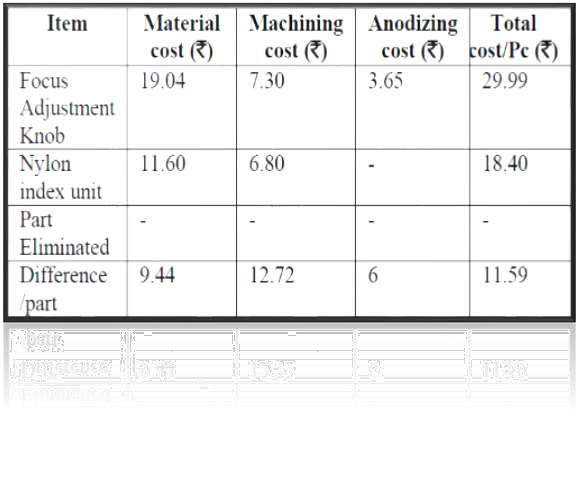 Item Material cost (₹) Machining cost (₹) Anodizing cost (₹) Total cost/Pc (₹)
Focus Adjustment Knob 19.04 7.30 3.65 29.99
Nylon index unit 11.60 6.80 - 18.40
Part Eliminated - - - -
Difference /part 9.44 12.72 6 11.59